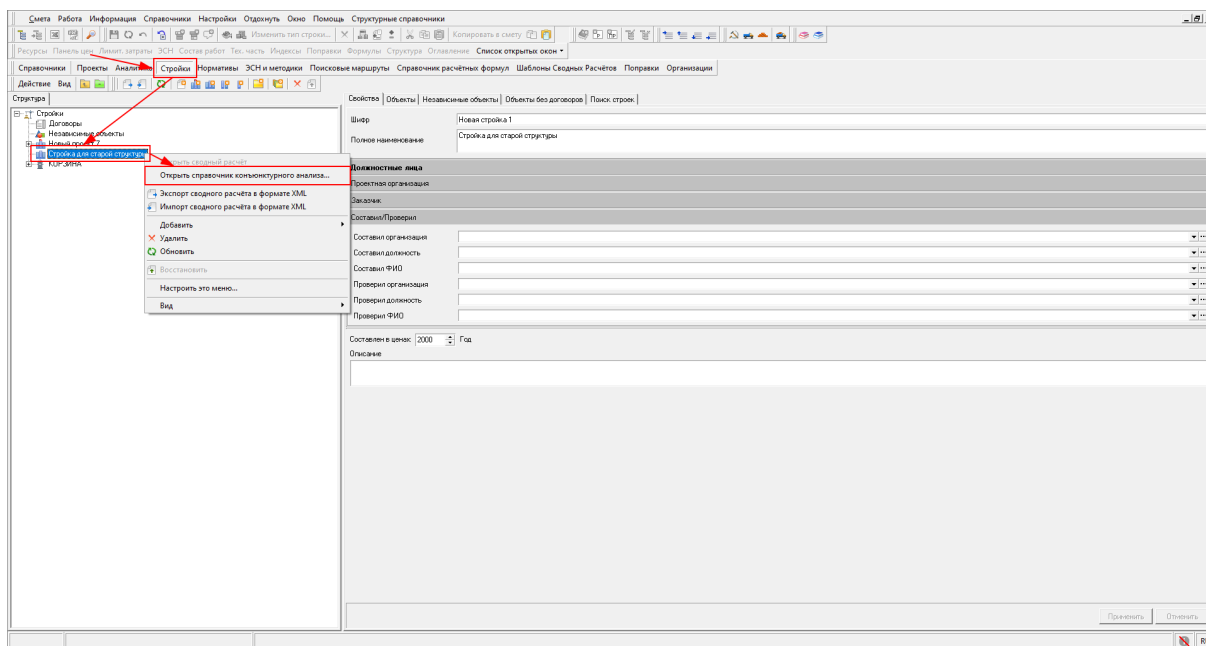 Смета Работа Информация Справочники Настройки Отдохнуть Окно Помощь Структурные справочники
Изменить тип строки... Копировать в смету
Ресурсы Панель цен Лимит. затраты ЭСН Состав работ Тех. часть Индексы Поправки Формулы Структура Оглавление Список открытых окон
Справочники Проекты Стройки Нормативы ЭСН и методики Поисковые маршруты Справочник расчётных формул Шаблоны Сводных Расчётов Поправки Организации
Действие Вид
Структура
Свойства Объекты Независимые объекты Объекты без договоров Поиск строек
Стройки
Договоры
Независимые объекты
Новый проект 7
Стройка для старой структуры
КОРЗИНА
Открыть сводный расчёт
Открыть справочник конъюнктурного анализа...
Экспорт сводного расчёта в формате XML
Импорт сводного расчёта в формате XML
Добавить
Удалить
Обновить
Восстановить
Настроить это меню...
Вид
Шифр Новая стройка 1
Полное наименование Стройка для старой структуры
Должностные лица
Проектная организация
Заказчик
Составил/Проверил
Составил организация
Составил должность
Составил ФИО
Проверил организация
Проверил должность
Проверил ФИО
Составлен в ценах 2000 Год
Описание
Применить Отменить